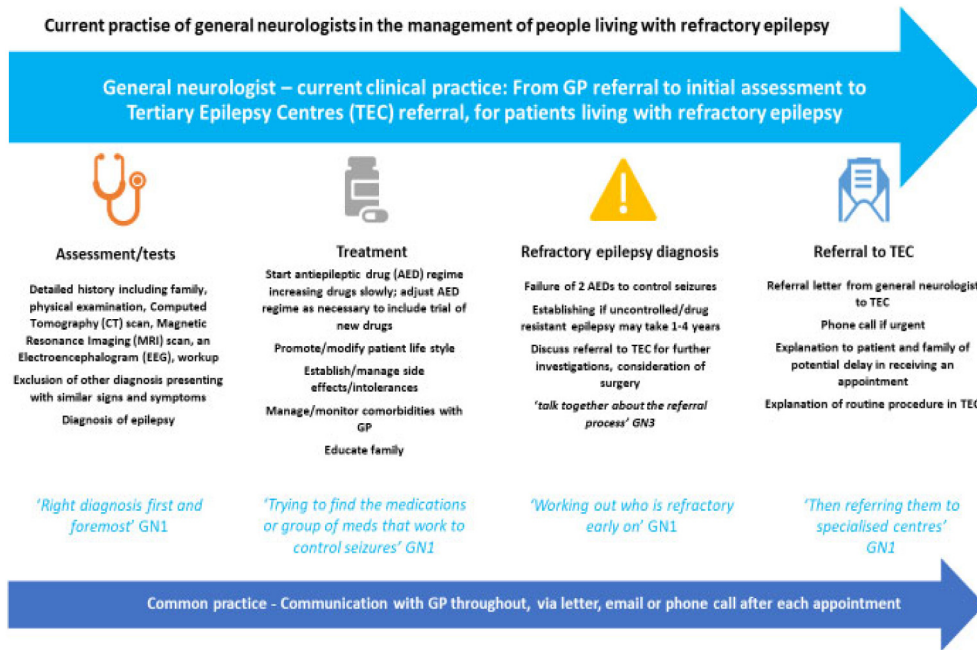 Current practise of general neurologists in the management of people living with refractory epilepsy
General neurologist – current clinical practice: From GP referral to initial assessment to
Tertiary Epilepsy Centres (TEC) referral, for patients living with refractory epilepsy
Assessment/tests
Detailed history including family,
physical examination, Computed
Tomography (CT) scan, Magnetic
Resonance Imaging (MRI) scan, an
Electroencephalogram (EEG), workup
Exclusion of other diagnosis presenting
with similar signs and symptoms
Diagnosis of epilepsy
'Right diagnosis first and
foremost' GN1
Treatment
Start antiepileptic drug (AED) regime
increasing drugs slowly; adjust AED
regime as necessary to include trial of
new drugs
Promote/modify patient life style
Establish/manage side
effects/intolerances
Manage/monitor comorbidities with
GP
Educate family
'Trying to find the medications
or group of meds that work to
control seizures' GN1
Refractory epilepsy diagnosis
Failure of 2 AEDs to control seizures
Establishing if uncontrolled/drug
resistant epilepsy may take 1-4 years
Discuss referral to TEC for further
investigations, consideration of
surgery
'talk together about the referral
process' GN3
'Working out who is refractory
early on' GN1
Referral to TEC
Referral letter from general neurologist
to TEC
Phone call if urgent
Explanation to patient and family of
potential delay in receiving an
appointment
Explanation of routine procedure in TEC
'Then referring them to
specialised centres'
GN1
Common practice - Communication with GP throughout, via letter, email or phone call after each appointment